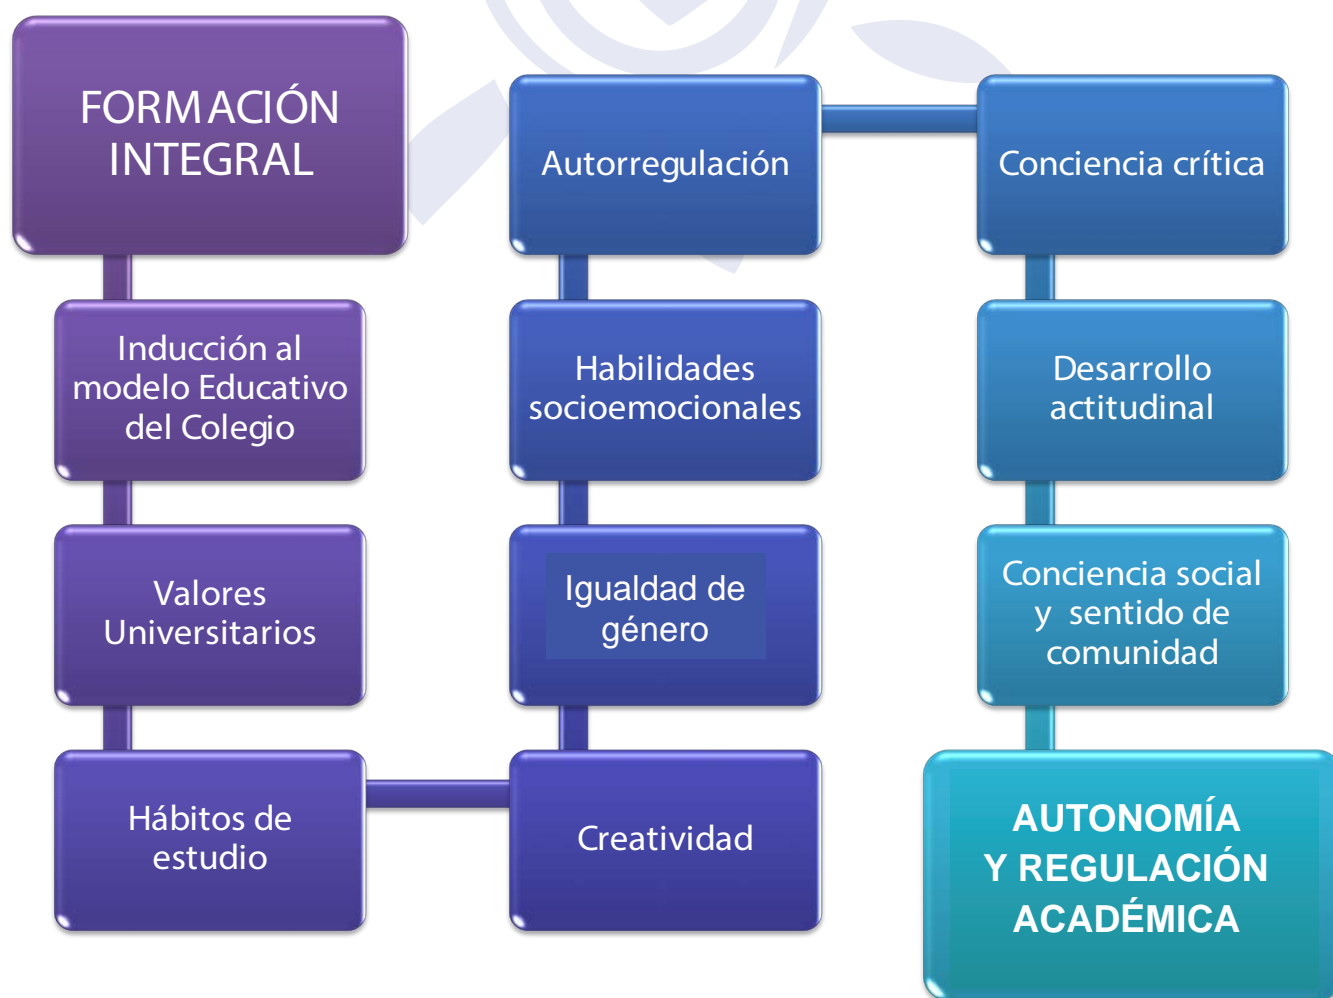 FORMACIÓN
INTEGRAL
Inducción al
modelo Educativo
del Colegio
Valores
Universitarios
Hábitos de
estudio
Creatividad
Igualdad de
género
Habilidades
socioemocionales
Autorregulación
Conciencia crítica
Desarrollo
actitudinal
Conciencia social
y sentido de
comunidad
AUTONOMÍA
Y REGULACIÓN
ACADÉMICA